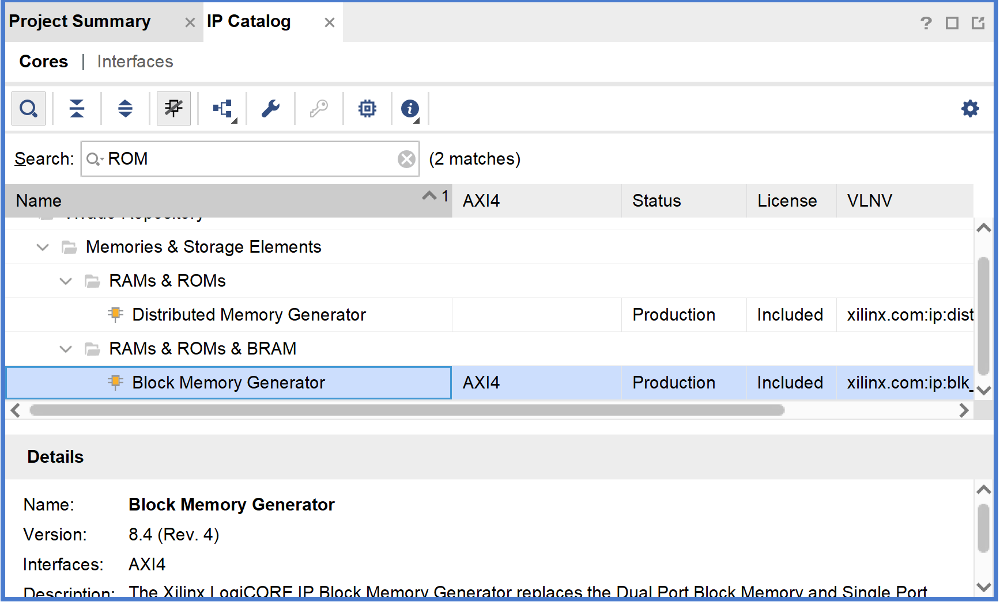 Project Summary
IP Catalog
?
Cores | Interfaces
Search: ROM (2 matches)
Name 1 AXI4 Status License VLNV
Vivado Repository
Memories & Storage Elements
RAMs & ROMs
Distributed Memory Generator Production Included xilinx.com:ip:dist
RAMs & ROMs & BRAM
Block Memory Generator AXI4 Production Included xilinx.com:ip:blk_
Details
Name: Block Memory Generator
Version: 8.4 (Rev. 4)
Interfaces: AXI4
Description: The Xilinx LogiCORE IP Block Memory Generator replaces the Dual Port Block Memory and Single Port